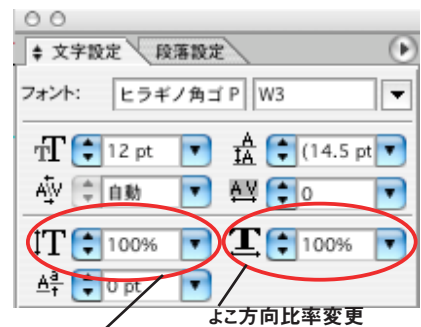 文字設定 段落設定
フォント: ヒラギノ角ゴ P W3
12 pt (14.5 pt
自動 0
100% 100%
0 pt
よこ方向比率変更